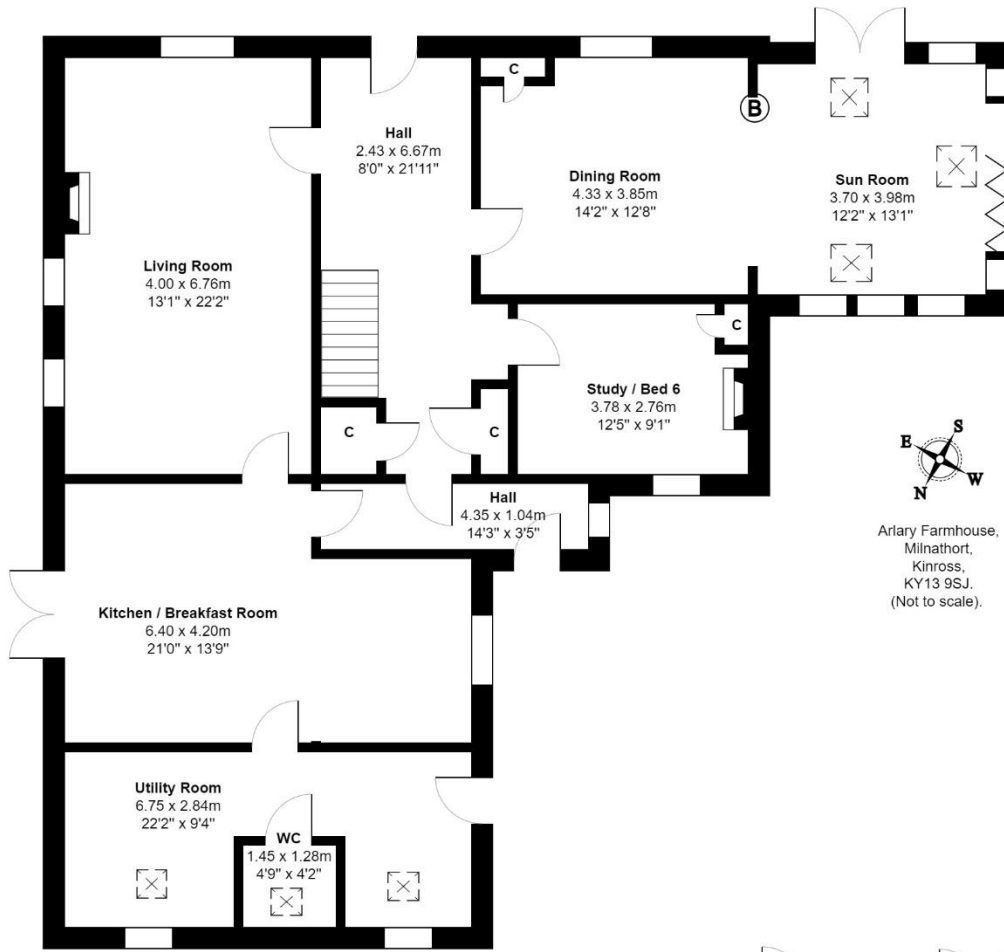 C
Hall
2.43 x 6.67m
8'0" x 21'11"
B
Dining Room
4.33 x 3.85m
14'2" x 12'8"
Sun Room
3.70 x 3.98m
12'2" x 13'1"
Living Room
4.00 x 6.76m
13'1" x 22'2"
C
Study / Bed 6
3.78 x 2.76m
12'5" x 9'1"
C
C
S
E
W
N
Hall
4.35 x 1.04m
14'3" x 3'5"
Arlary Farmhouse,
Milnathort,
Kinross,
KY13 9SJ.
(Not to scale).
Kitchen / Breakfast Room
6.40 x 4.20m
21'0" x 13'9"
Utility Room
6.75 x 2.84m
22'2" x 9'4"
WC
1.45 x 1.28m
4'9" x 4'2"